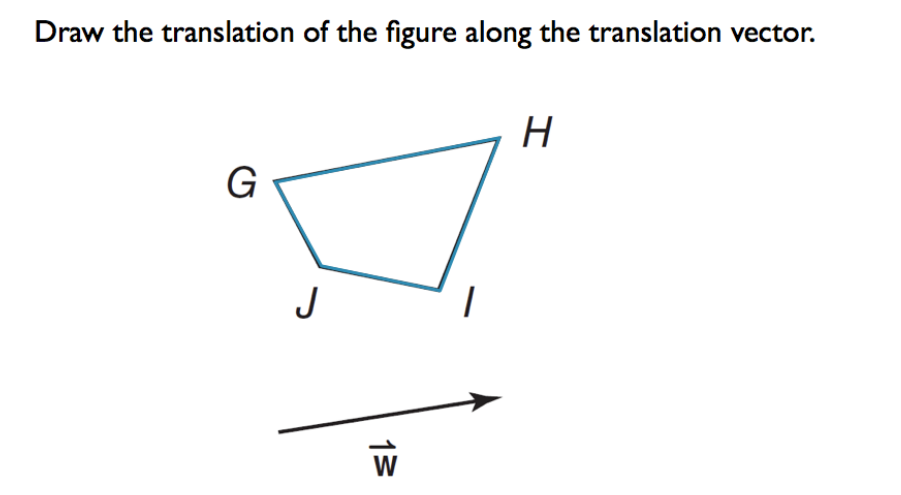 Draw the translation of the figure along the translation vector.
H
G
J
I
w⃗